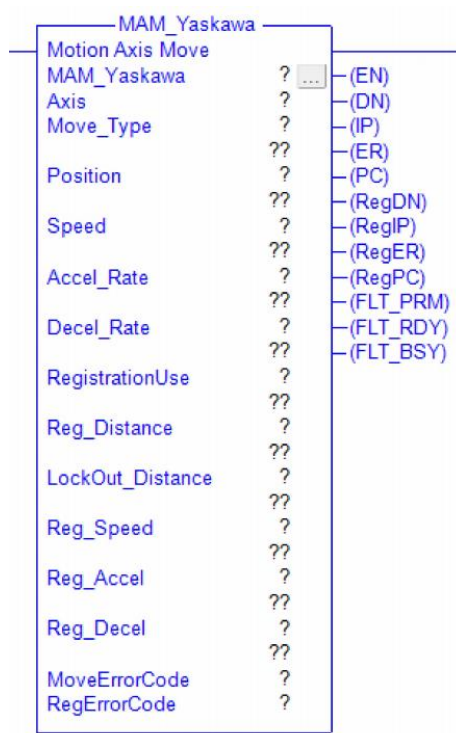 MAM_Yaskawa
Motion Axis Move
MAM_Yaskawa ? ... (EN)
Axis ? (DN)
Move_Type ? (IP)
?? (ER)
Position ? (PC)
?? (RegDN)
Speed ? (RegIP)
?? (RegER)
Accel_Rate ? (RegPC)
?? (FLT_PRM)
Decel_Rate ? (FLT_RDY)
?? (FLT_BSY)
RegistrationUse ?
??
Reg_Distance ?
??
LockOut_Distance ?
??
Reg_Speed ?
??
Reg_Accel ?
??
Reg_Decel ?
??
MoveErrorCode ?
RegErrorCode ?